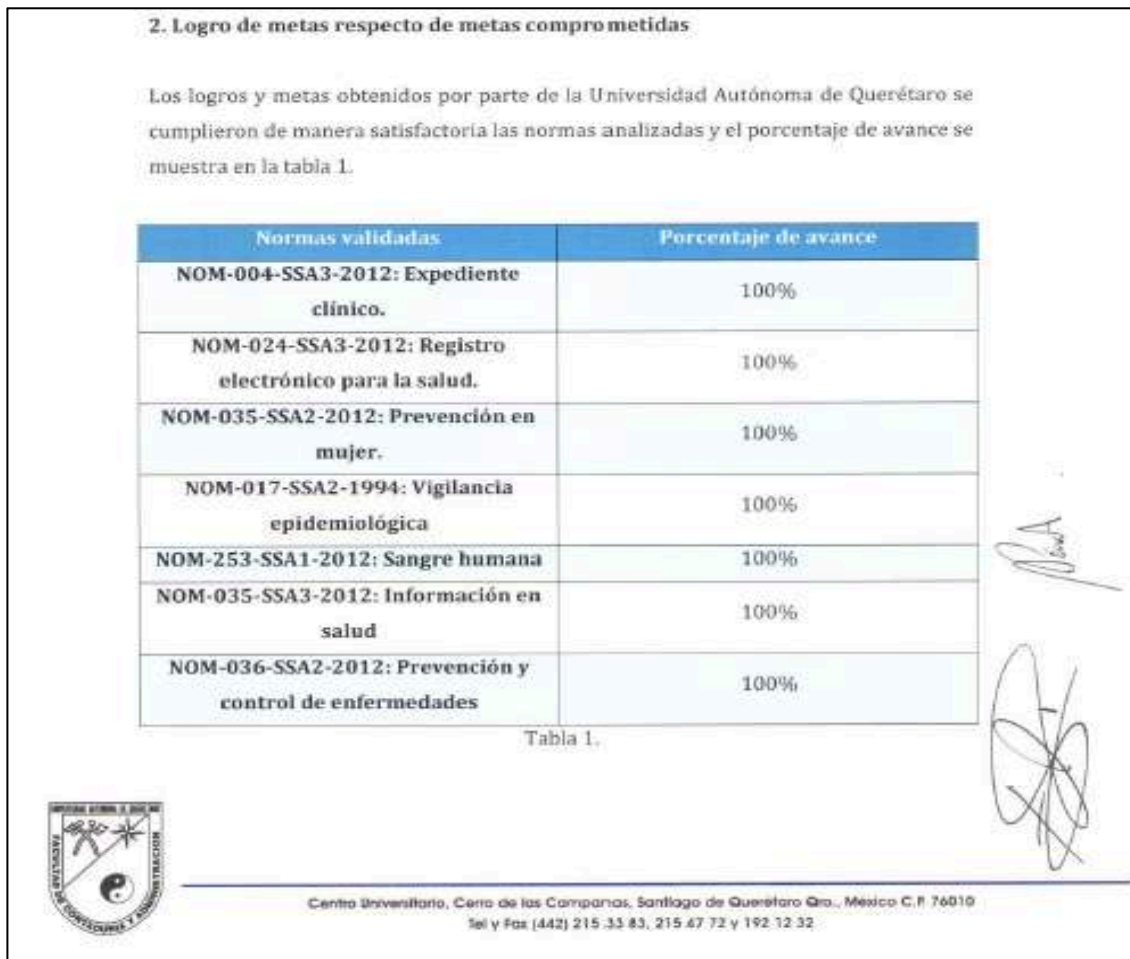 2. Logro de metas respecto de metas comprometidas
Los logros y metas obtenidos por parte de la Universidad Autónoma de Querétaro se
cumplieron de manera satisfactoria las normas analizadas y el porcentaje de avance se
muestra en la tabla 1.
Normas validadas
Porcentaje de avance
NOM-004-SSA3-2012: Expediente
clínico.
100%
NOM-024-SSA3-2012: Registro
electrónico para la salud.
100%
NOM-035-SSA2-2012: Prevención en
mujer.
100%
NOM-017-SSA2-1994: Vigilancia
epidemiológica
100%
NOM-253-SSA1-2012: Sangre humana
100%
NOM-035-SSA3-2012: Información en
salud
100%
NOM-036-SSA2-2012: Prevención y
control de enfermedades
100%
Tabla 1.
FACULTAD DE CONTADURIA Y ADMINISTRACION
Centro Universitario, Cerro de las Campanas, Santiago de Querétaro Qro., México C.P. 76010
Tel y Fax (442) 215 33 83, 215 47 72 y 192 12 32